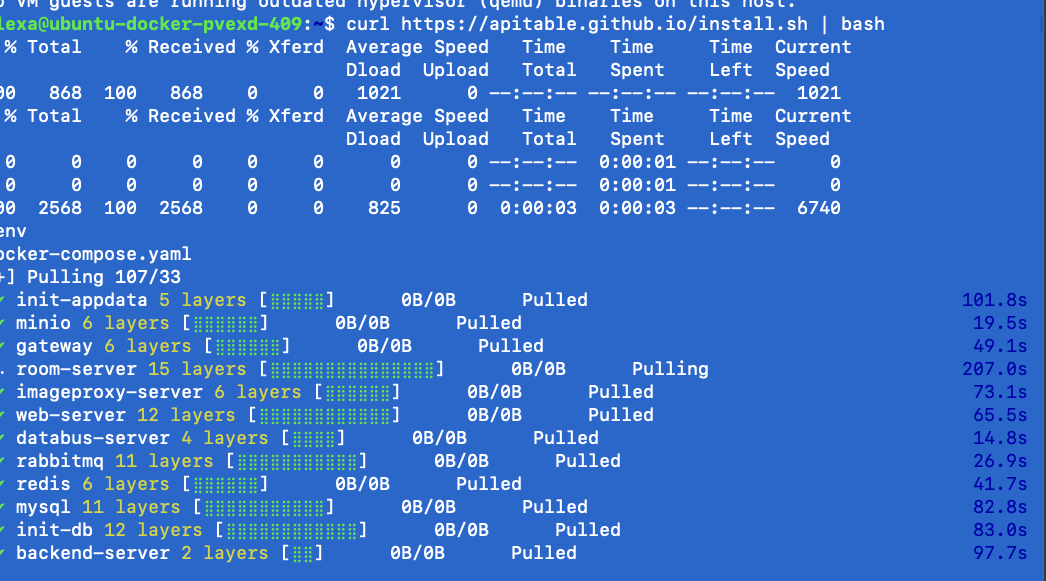 VM guests are running outdated hypervisor (qemu) binaries on this host.
lexa@ubuntu-docker-pvexd-409:~$ curl https://apitable.github.io/install.sh | bash
% Total % Received % Xferd Average Speed Time Time Time Current
Dload Upload Total Spent Left Speed
00 868 100 868 0 0 1021 0 --:--:-- --:--:-- --:--:-- 1021
% Total % Received % Xferd Average Speed Time Time Time Current
Dload Upload Total Spent Left Speed
0 0 0 0 0 0 0 0 --:--:-- 0:00:01 --:--:-- 0
0 0 0 0 0 0 0 0 --:--:-- 0:00:01 --:--:-- 0
00 2568 100 2568 0 0 825 0 0:00:03 0:00:03 --:--:-- 6740
env
ocker-compose.yaml
+] Pulling 107/33
✓ init-appdata 5 layers [⣿⣿⣿⣿⣿] 0B/0B Pulled 101.8s
✓ minio 6 layers [⣿⣿⣿⣿⣿⣿] 0B/0B Pulled 19.5s
✓ gateway 6 layers [⣿⣿⣿⣿⣿⣿] 0B/0B Pulled 49.1s
. room-server 15 layers [⣿⣿⣿⣿⣿⣿⣿⣿⣿⣿⣿⣿⣿⣿⣿] 0B/0B Pulling 207.0s
✓ imageproxy-server 6 layers [⣿⣿⣿⣿⣿⣿] 0B/0B Pulled 73.1s
✓ web-server 12 layers [⣿⣿⣿⣿⣿⣿⣿⣿⣿⣿⣿⣿] 0B/0B Pulled 65.5s
✓ databus-server 4 layers [⣿⣿⣿⣿] 0B/0B Pulled 14.8s
✓ rabbitmq 11 layers [⣿⣿⣿⣿⣿⣿⣿⣿⣿⣿⣿] 0B/0B Pulled 26.9s
✓ redis 6 layers [⣿⣿⣿⣿⣿⣿] 0B/0B Pulled 41.7s
✓ mysql 11 layers [⣿⣿⣿⣿⣿⣿⣿⣿⣿⣿⣿] 0B/0B Pulled 82.8s
✓ init-db 12 layers [⣿⣿⣿⣿⣿⣿⣿⣿⣿⣿⣿⣿] 0B/0B Pulled 83.0s
✓ backend-server 2 layers [⣿⣿] 0B/0B Pulled 97.7s